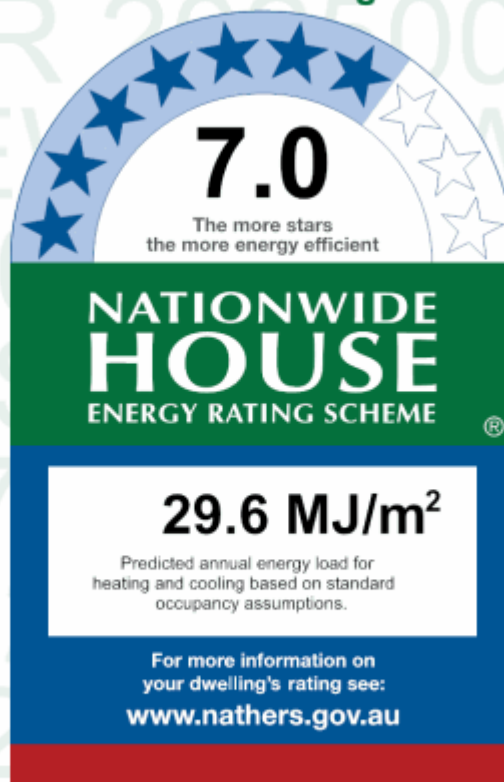 7.0
The more stars
the more energy efficient
NATIONWIDE
HOUSE
ENERGY RATING SCHEME
®
29.6 MJ/m²
Predicted annual energy load for
heating and cooling based on standard
occupancy assumptions.
For more information on
your dwelling's rating see:
www.nathers.gov.au